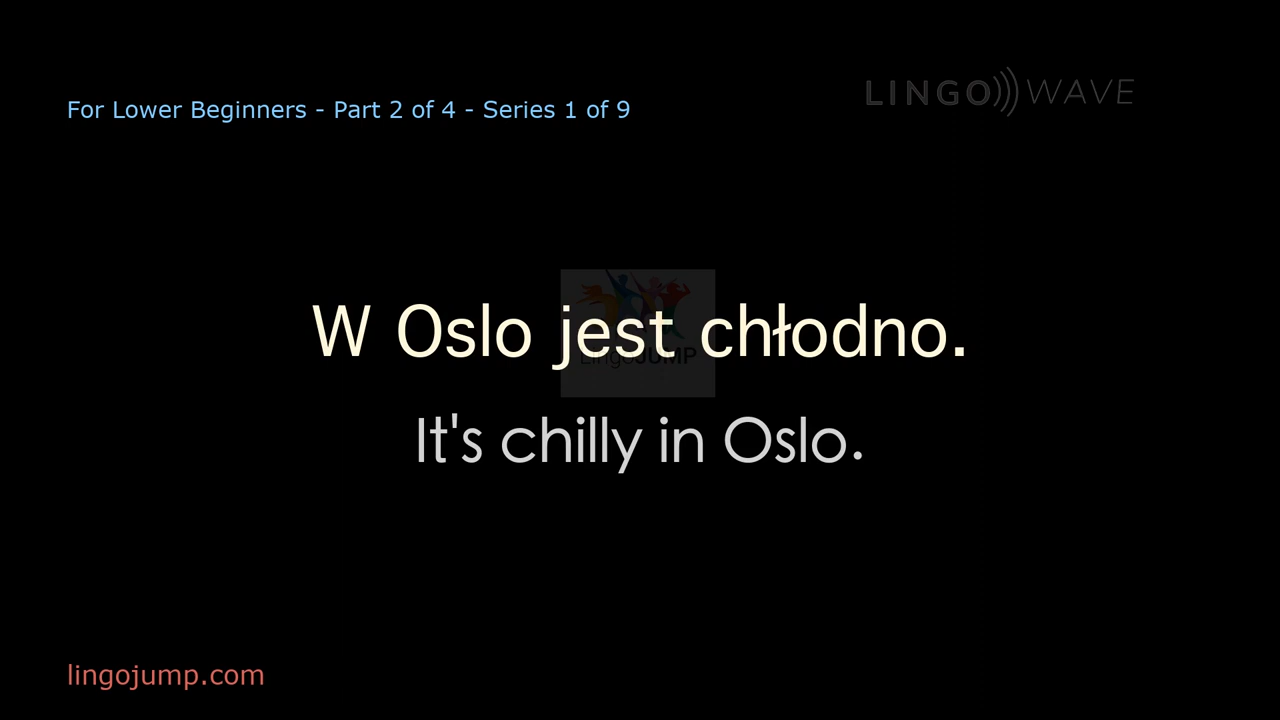 For Lower Beginners - Part 2 of 4 - Series 1 of 9
LINGO WAVE
W Oslo jest chłodno.
LingoJUMP
It's chilly in Oslo.
lingojump.com